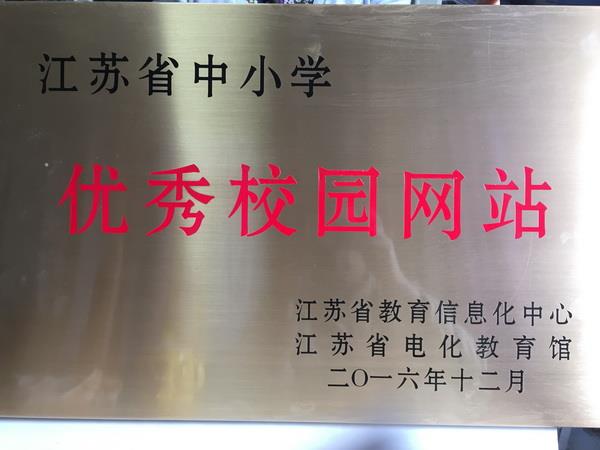 江苏省中小学
优秀校园网站
江苏省教育信息化中心
江苏省电化教育馆
二〇一六年十二月